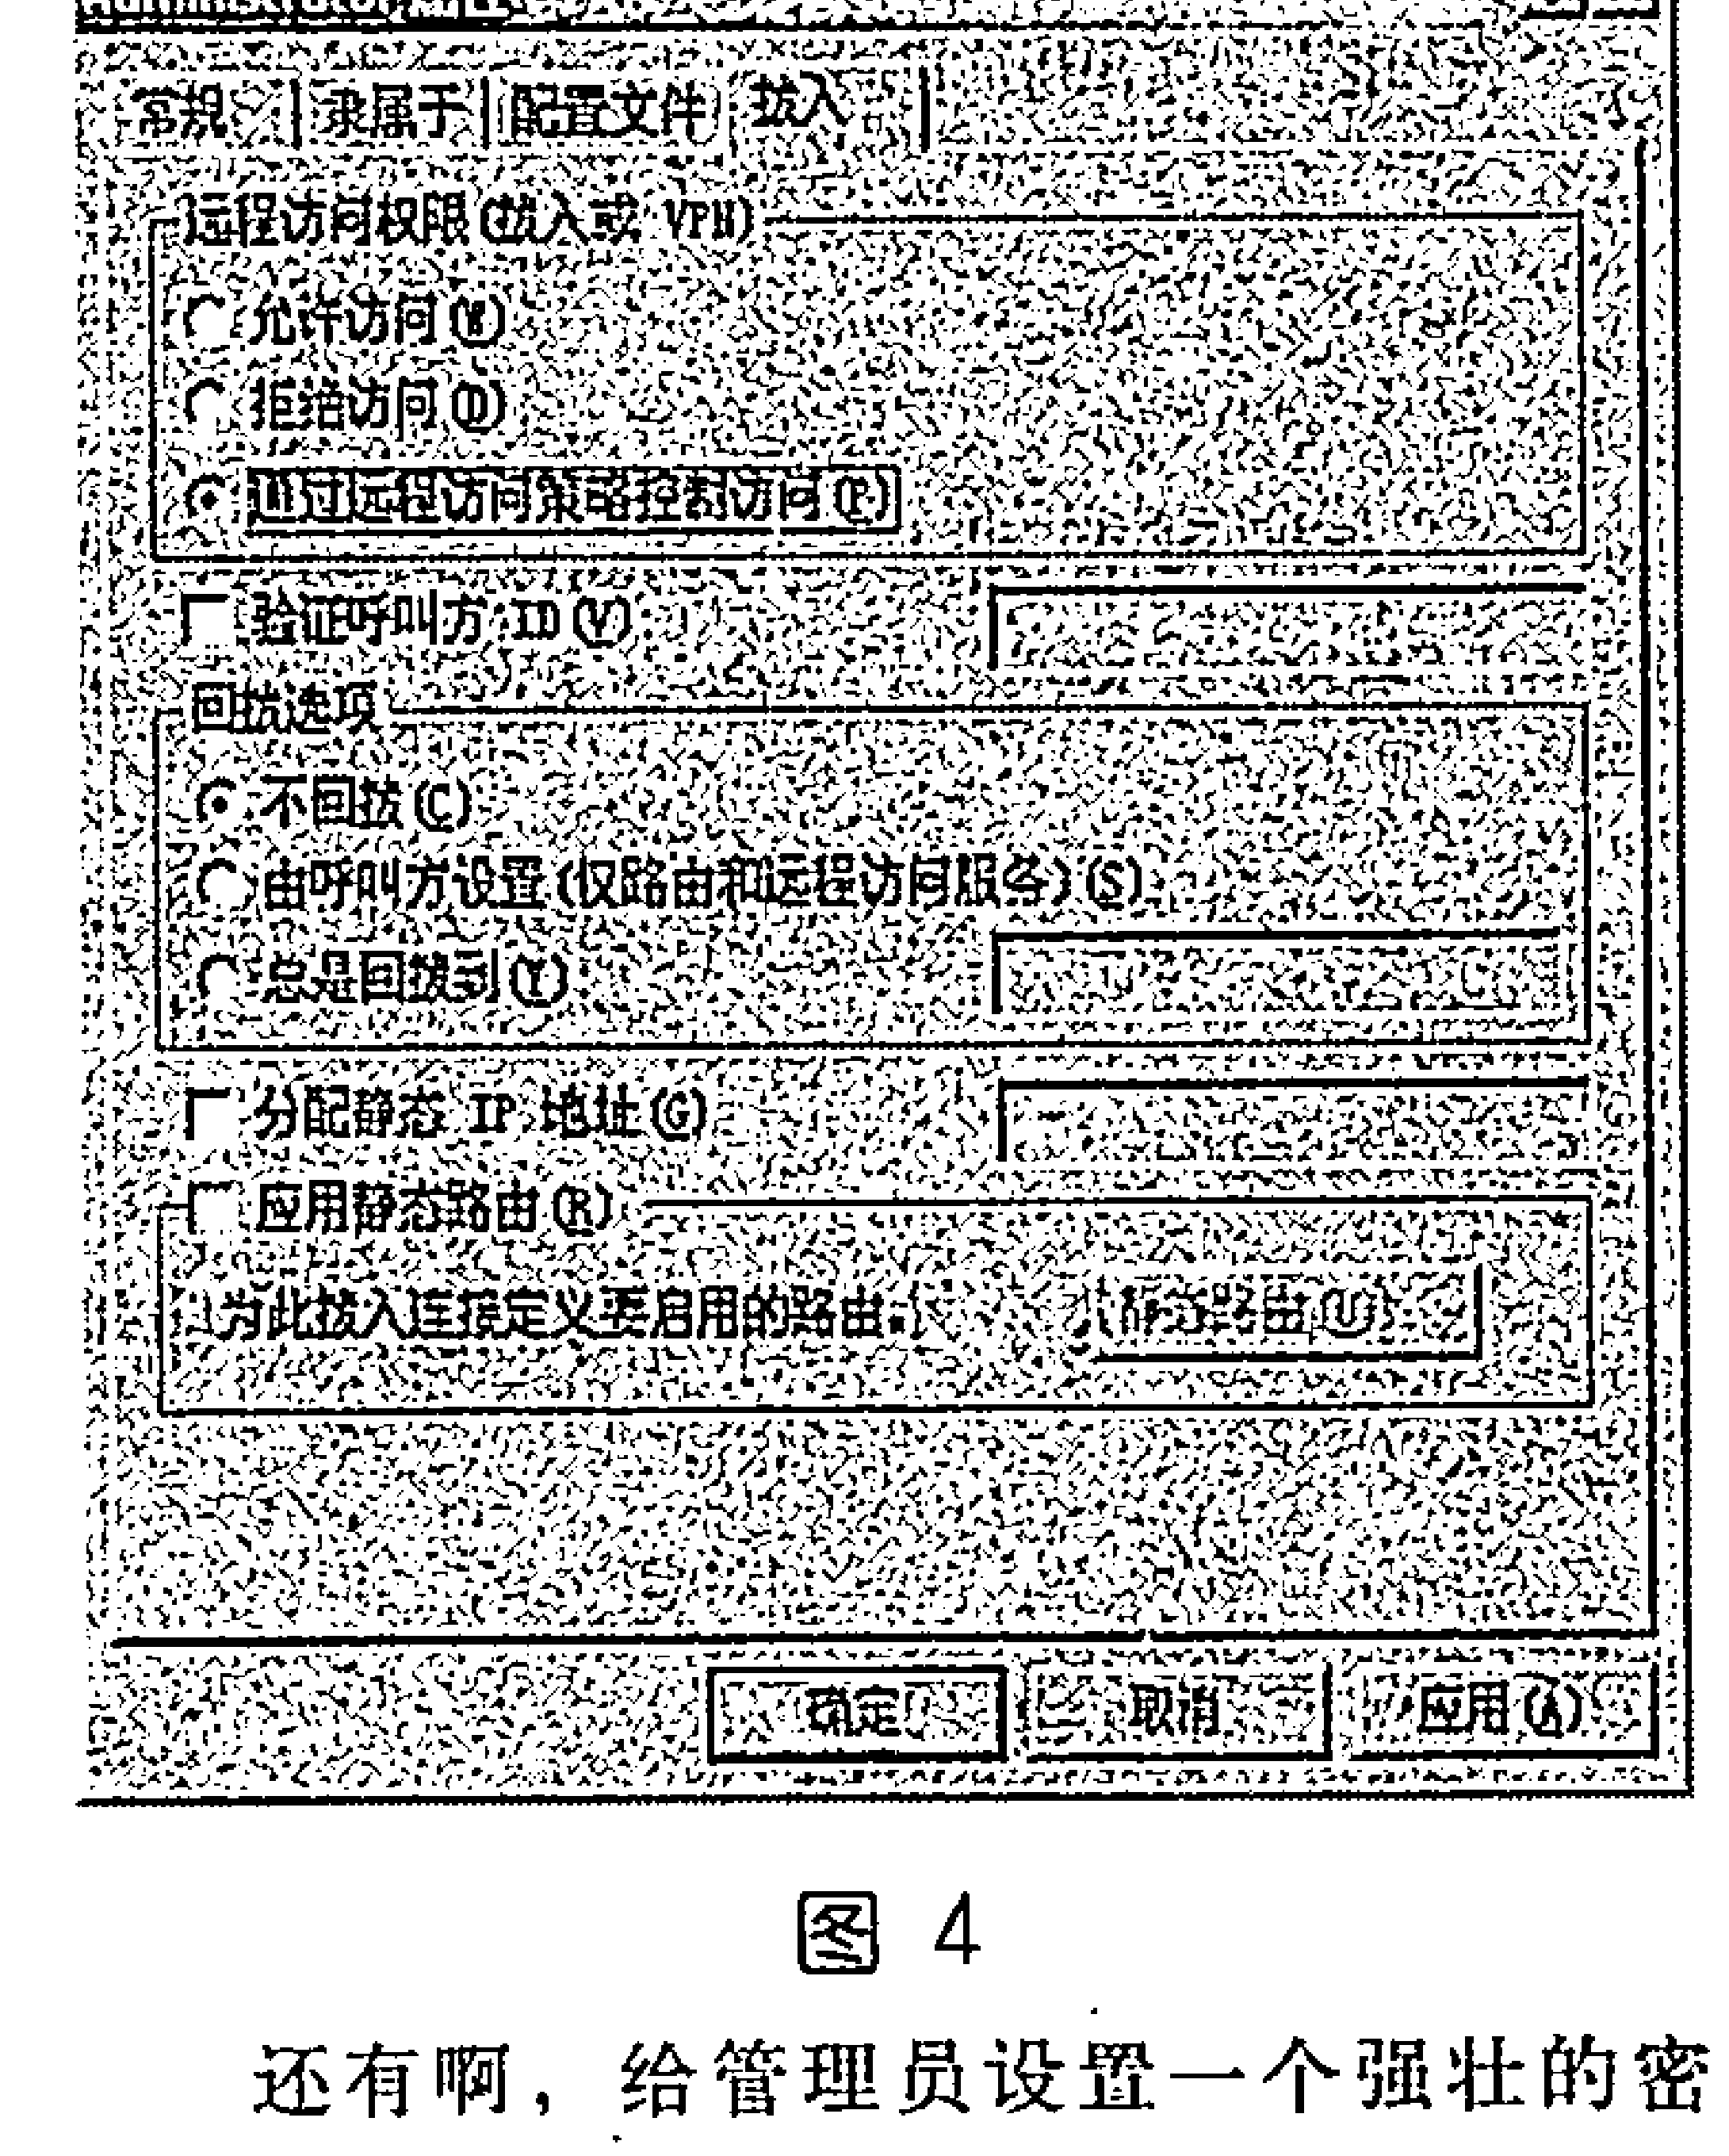 Administrator 属性
常规 隶属于 配置文件 拨入
远程访问权限(拨入或 VPN)
允许访问(W)
拒绝访问(D)
通过远程访问策略控制访问(P)
验证呼叫方 ID(V)
回拨选项
不回拨(C)
由呼叫方设置(仅路由和远程访问服务)(S)
总是回拨到(Y)
分配静态 IP 地址(G)
应用静态路由(R)
为此拨入连接定义要启用的路由。 静态路由(U)
确定 取消 应用(A)
图 4
还有啊，给管理员设置一个强壮的密